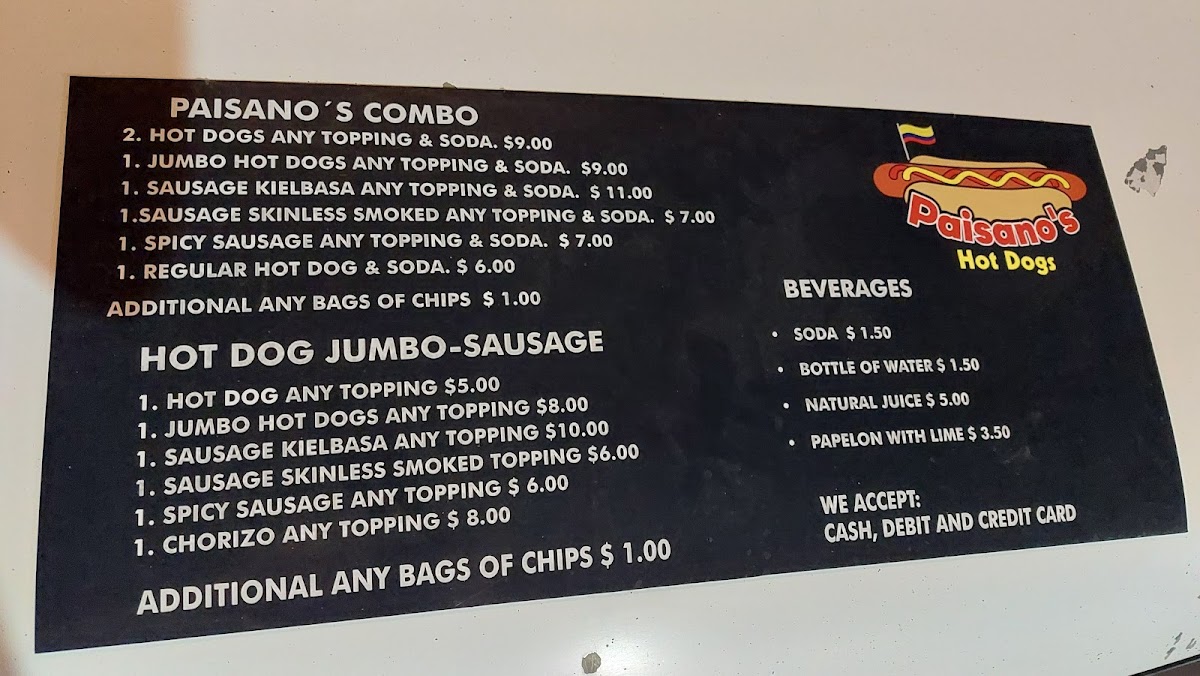 PAISANO´S COMBO
2. HOT DOGS ANY TOPPING & SODA. $9.00
1. JUMBO HOT DOGS ANY TOPPING & SODA. $9.00
1. SAUSAGE KIELBASA ANY TOPPING & SODA. $ 11.00
1.SAUSAGE SKINLESS SMOKED ANY TOPPING & SODA. $ 7.00
1. SPICY SAUSAGE ANY TOPPING & SODA. $ 7.00
1. REGULAR HOT DOG & SODA. $ 6.00
ADDITIONAL ANY BAGS OF CHIPS $ 1.00
HOT DOG JUMBO-SAUSAGE
1. HOT DOG ANY TOPPING $5.00
1. JUMBO HOT DOGS ANY TOPPING $8.00
1. SAUSAGE KIELBASA ANY TOPPING $10.00
1. SAUSAGE SKINLESS SMOKED TOPPING $6.00
1. SPICY SAUSAGE ANY TOPPING $ 6.00
1. CHORIZO ANY TOPPING $ 8.00
ADDITIONAL ANY BAGS OF CHIPS $ 1.00
Paisano's
Hot Dogs
BEVERAGES
• SODA $ 1.50
• BOTTLE OF WATER $ 1.50
• NATURAL JUICE $ 5.00
• PAPELON WITH LIME $ 3.50
WE ACCEPT:
CASH, DEBIT AND CREDIT CARD